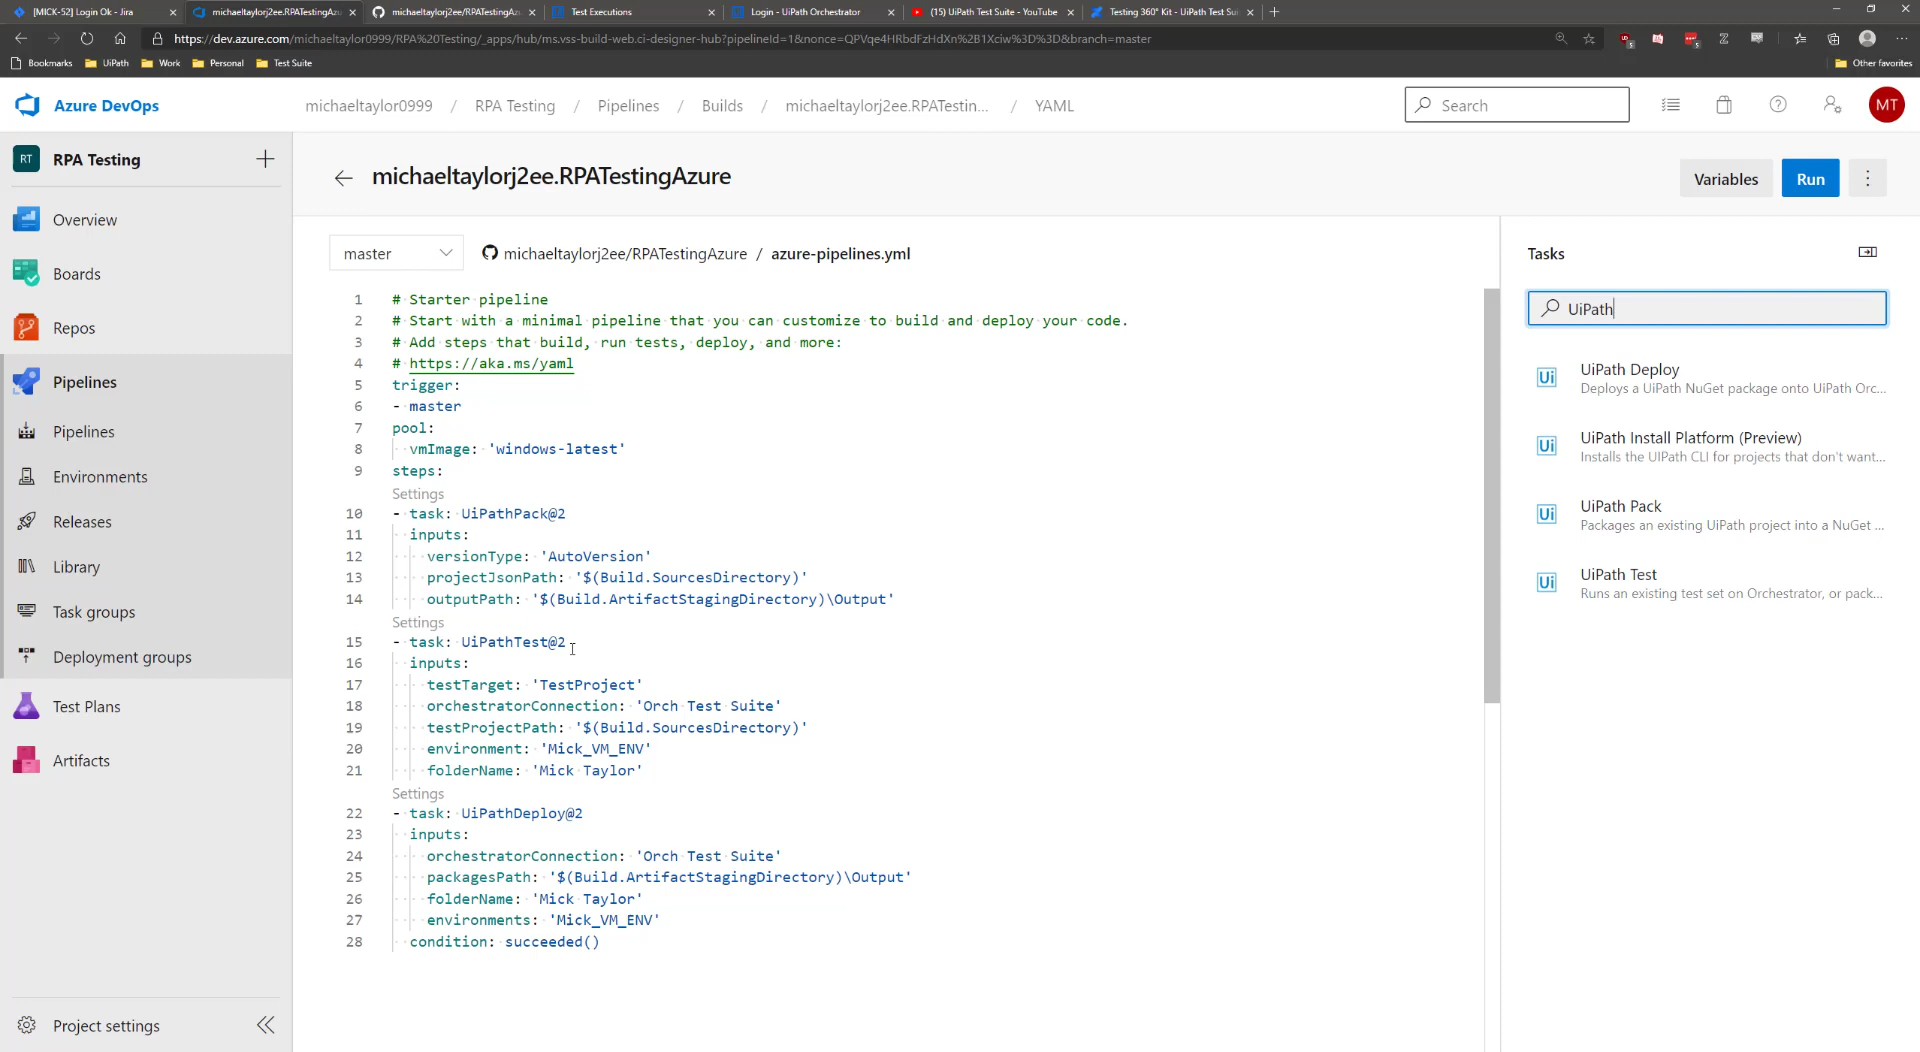 [MICK-52] Login Ok - Jira
michaeltaylorj2ee.RPATestingAzu
michaeltaylorj2ee/RPATestingAz
Test Executions
Login - UiPath Orchestrator
(15) UiPath Test Suite - YouTube
Testing 360° Kit - UiPath Test Sui
https://dev.azure.com/michaeltaylor0999/RPA%20Testing/_apps/hub/ms.vss-build-web.ci-designer-hub?pipelineId=1&nonce=QPVqe4HRbdFzHdXn%2B1Xciw%3D%3D&branch=master
Bookmarks
UiPath
Work
Personal
Test Suite
Other favorites
Azure DevOps
michaeltaylor0999 / RPA Testing / Pipelines / Builds / michaeltaylorj2ee.RPATestin... / YAML
Search
MT
RT RPA Testing
Overview
Boards
Repos
Pipelines
Pipelines
Environments
Releases
Library
Task groups
Deployment groups
Test Plans
Artifacts
Project settings
michaeltaylorj2ee.RPATestingAzure
Variables
Run
master
michaeltaylorj2ee/RPATestingAzure / azure-pipelines.yml
1 # Starter pipeline
2 # Start with a minimal pipeline that you can customize to build and deploy your code.
3 # Add steps that build, run tests, deploy, and more:
4 # https://aka.ms/yaml
5 trigger:
6 - master
7 pool:
8 vmImage: 'windows-latest'
9 steps:
Settings
10 - task: UiPathPack@2
11 inputs:
12 versionType: 'AutoVersion'
13 projectJsonPath: '$(Build.SourcesDirectory)'
14 outputPath: '$(Build.ArtifactStagingDirectory)\Output'
Settings
15 - task: UiPathTest@2
16 inputs:
17 testTarget: 'TestProject'
18 orchestratorConnection: 'Orch Test Suite'
19 testProjectPath: '$(Build.SourcesDirectory)'
20 environment: 'Mick_VM_ENV'
21 folderName: 'Mick Taylor'
Settings
22 - task: UiPathDeploy@2
23 inputs:
24 orchestratorConnection: 'Orch Test Suite'
25 packagesPath: '$(Build.ArtifactStagingDirectory)\Output'
26 folderName: 'Mick Taylor'
27 environments: 'Mick_VM_ENV'
28 condition: succeeded()
Tasks
UiPath
Ui
UiPath Deploy
Deploys a UiPath NuGet package onto UiPath Orc...
Ui
UiPath Install Platform (Preview)
Installs the UIPath CLI for projects that don't want...
Ui
UiPath Pack
Packages an existing UiPath project into a NuGet ...
Ui
UiPath Test
Runs an existing test set on Orchestrator, or pack...